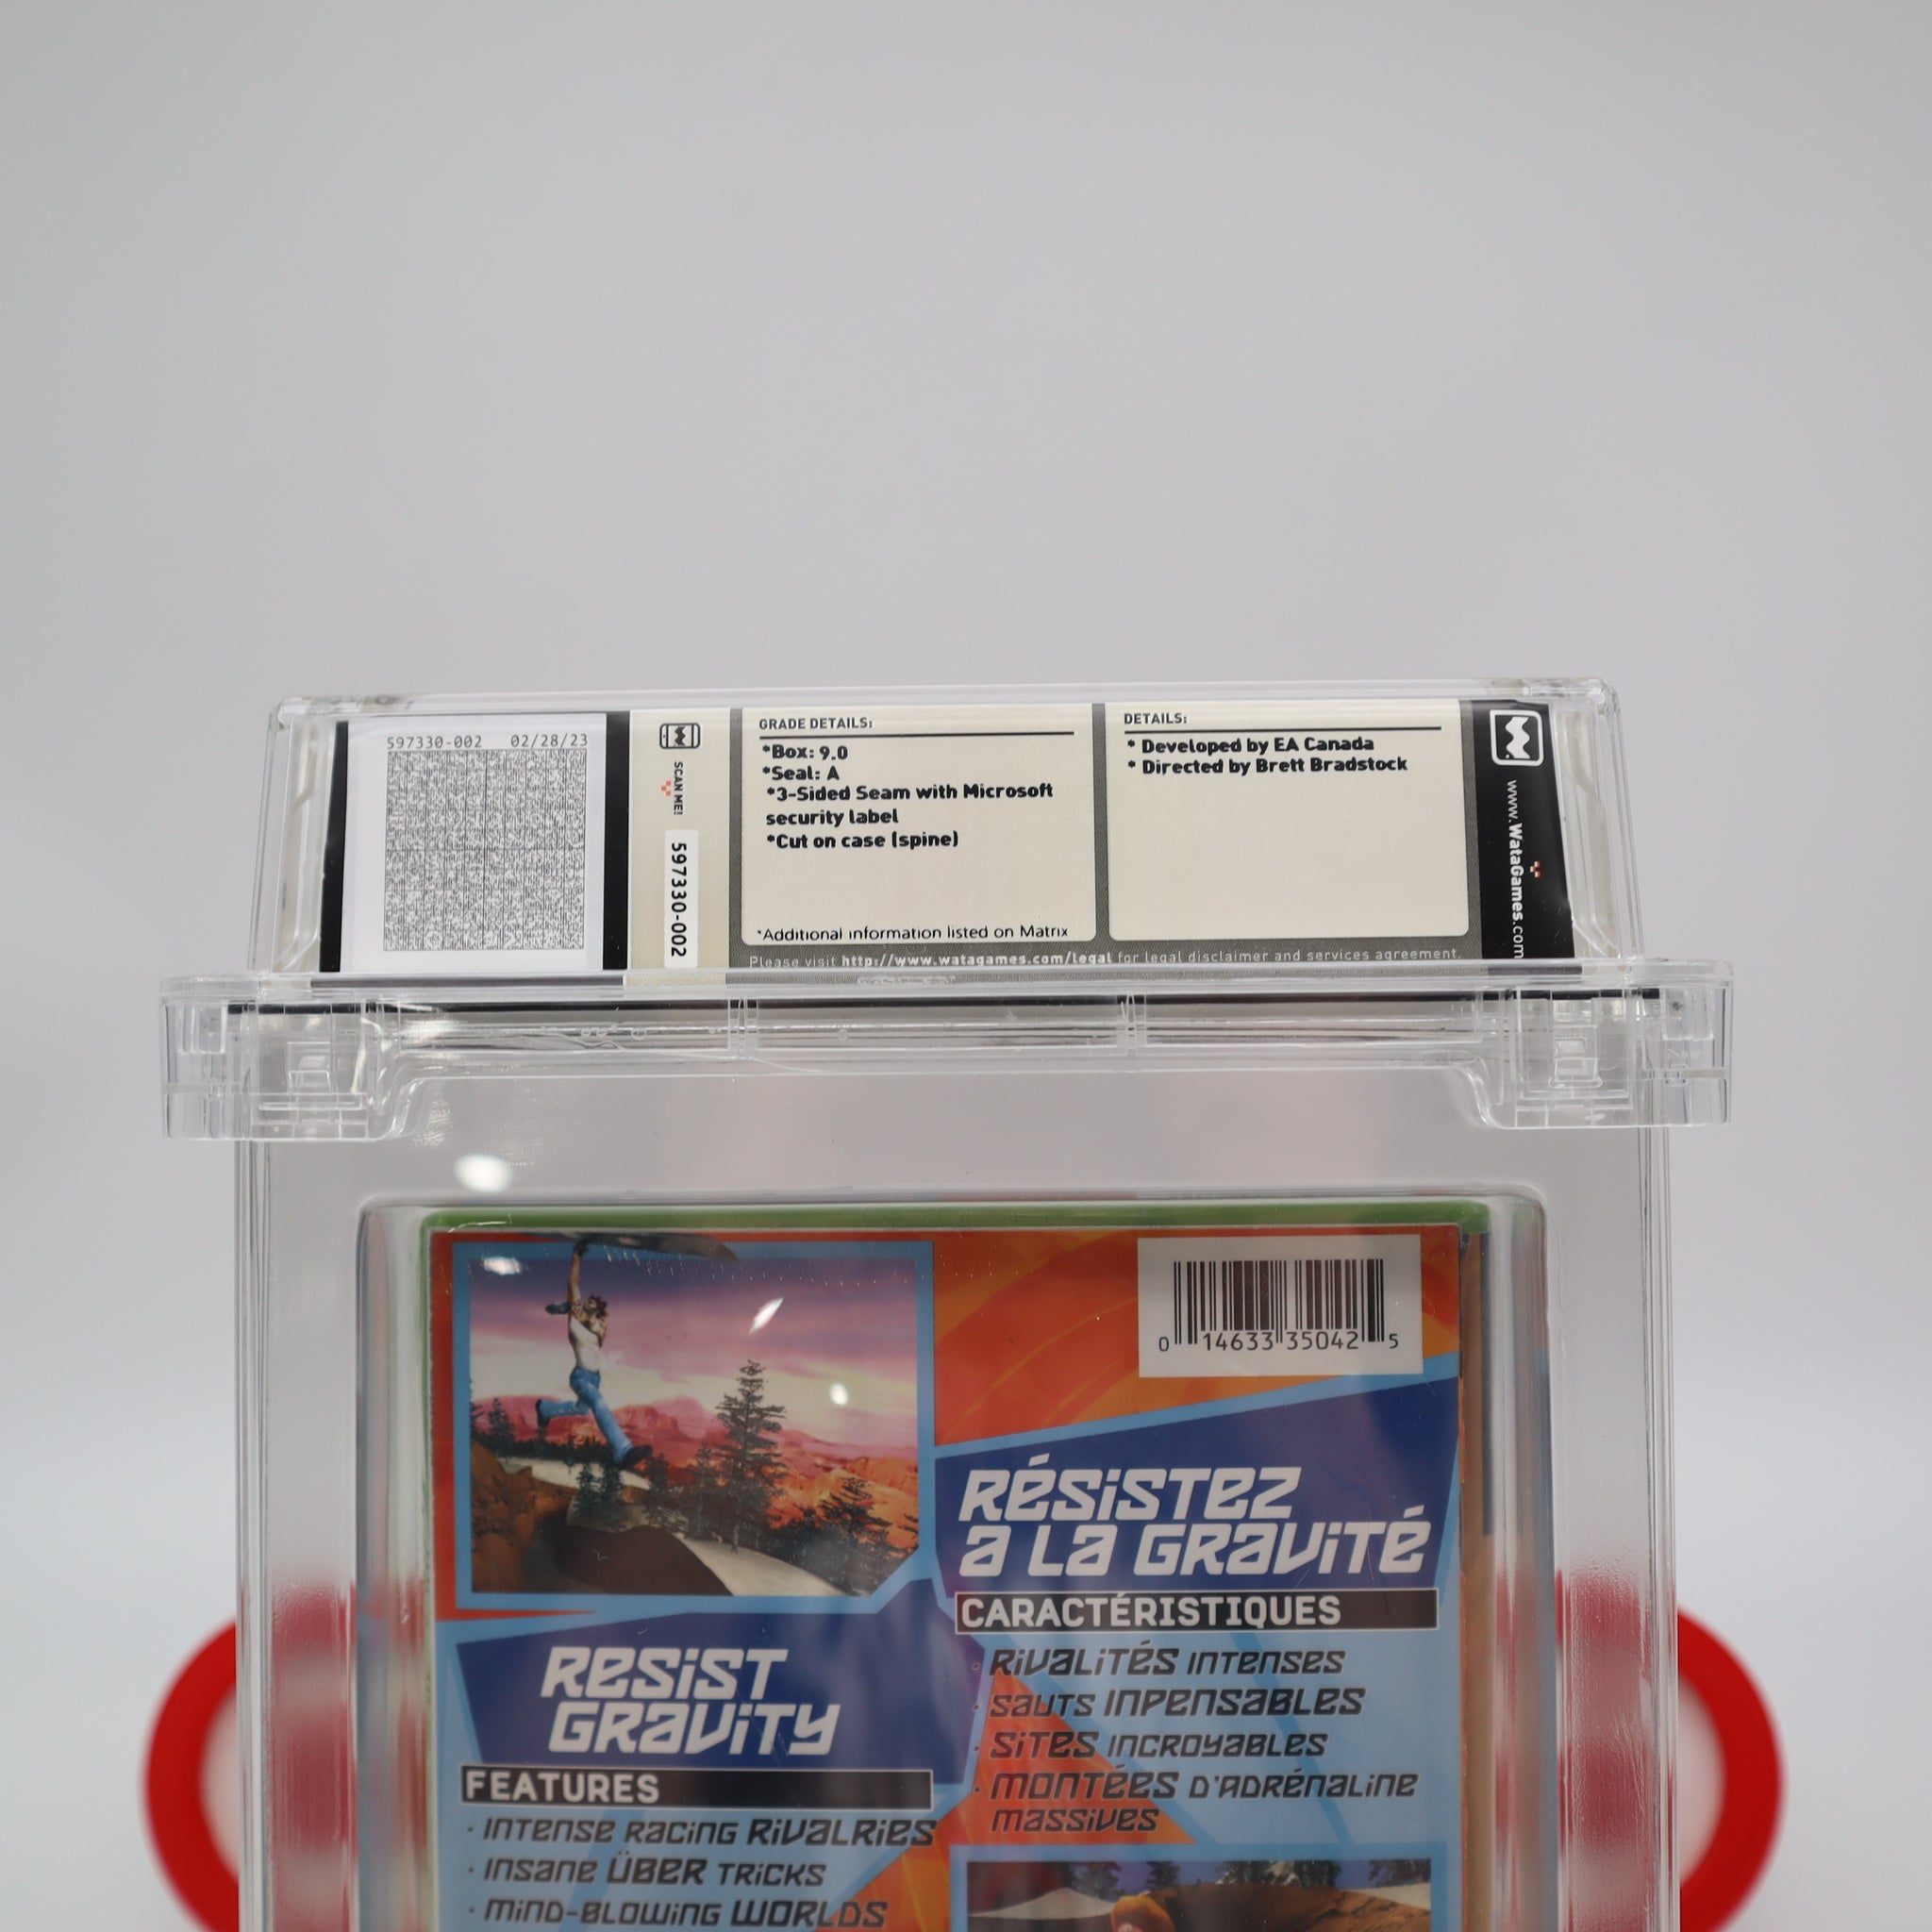 597330-002 02/28/23
SCAN ME!
597330-002
GRADE DETAILS:
*Box: 9.0
*Seal: A
*3-Sided Seam with Microsoft
security label
*Cut on case (spine)
*Additional information listed on Matrix
DETAILS:
* Developed by EA Canada
* Directed by Brett Bradstock
www.WataGames.com
Please visit http://www.watagames.com/legal for legal disclaimer and services agreement.
0 14633 35042 5
RÉSISTEZ
A LA GRAVITÉ
CARACTÉRISTIQUES
· RIVALITÉS INTENSES
· SAUTS INPENSABLES
· SITES INCROYABLES
· MONTÉES D'ADRÉNALINE
MASSIVES
RESIST
GRAVITY
FEATURES
· INTENSE RACING RIVALRIES
· INSANE ÜBER TRICKS
· MIND-BLOWING WORLDS